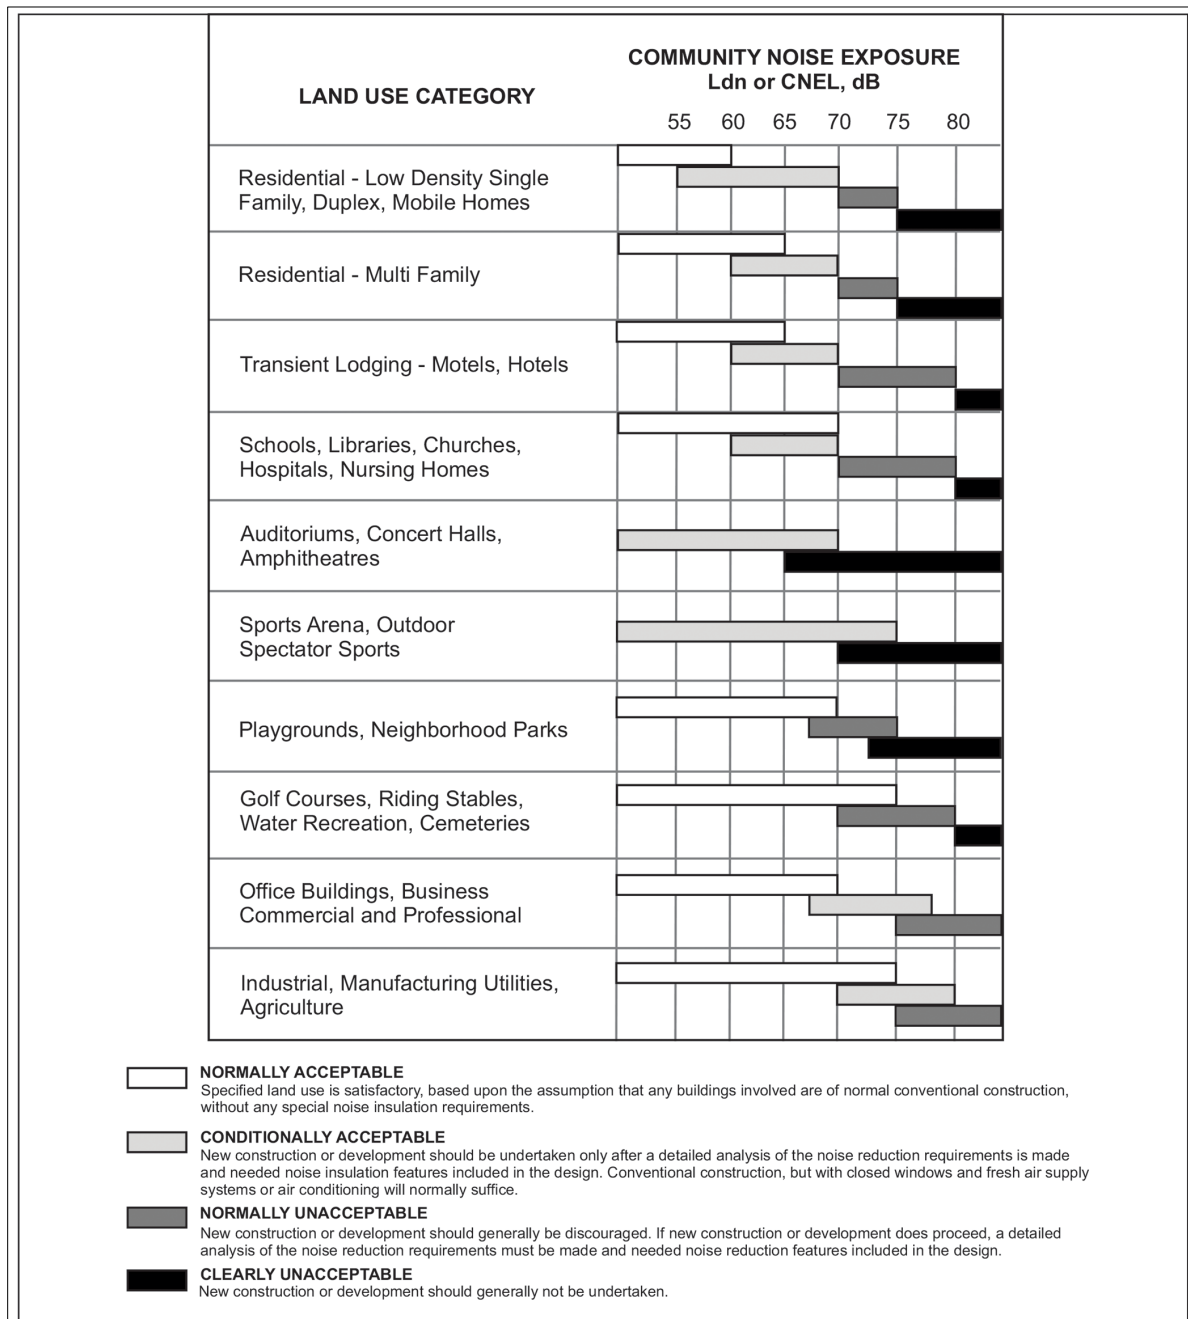 COMMUNITY NOISE EXPOSURE
Ldn or CNEL, dB
LAND USE CATEGORY
55 60 65 70 75 80
Residential - Low Density Single
Family, Duplex, Mobile Homes
Residential - Multi Family
Transient Lodging - Motels, Hotels
Schools, Libraries, Churches,
Hospitals, Nursing Homes
Auditoriums, Concert Halls,
Amphitheatres
Sports Arena, Outdoor
Spectator Sports
Playgrounds, Neighborhood Parks
Golf Courses, Riding Stables,
Water Recreation, Cemeteries
Office Buildings, Business
Commercial and Professional
Industrial, Manufacturing Utilities,
Agriculture
NORMALLY ACCEPTABLE
Specified land use is satisfactory, based upon the assumption that any buildings involved are of normal conventional construction,
without any special noise insulation requirements.
CONDITIONALLY ACCEPTABLE
New construction or development should be undertaken only after a detailed analysis of the noise reduction requirements is made
and needed noise insulation features included in the design. Conventional construction, but with closed windows and fresh air supply
systems or air conditioning will normally suffice.
NORMALLY UNACCEPTABLE
New construction or development should generally be discouraged. If new construction or development does proceed, a detailed
analysis of the noise reduction requirements must be made and needed noise reduction features included in the design.
CLEARLY UNACCEPTABLE
New construction or development should generally not be undertaken.